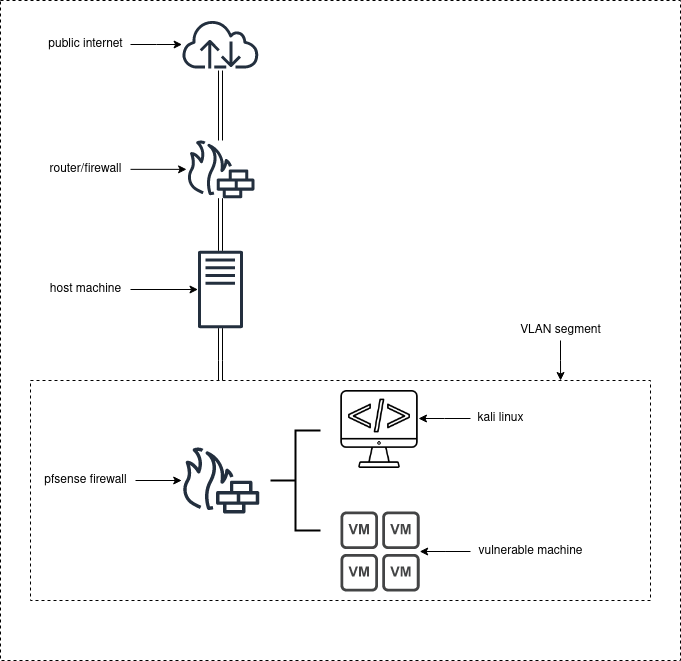 public internet
router/firewall
host machine
VLAN segment
</>
kali linux
pfsense firewall
VM VM
vulnerable machine
VM VM